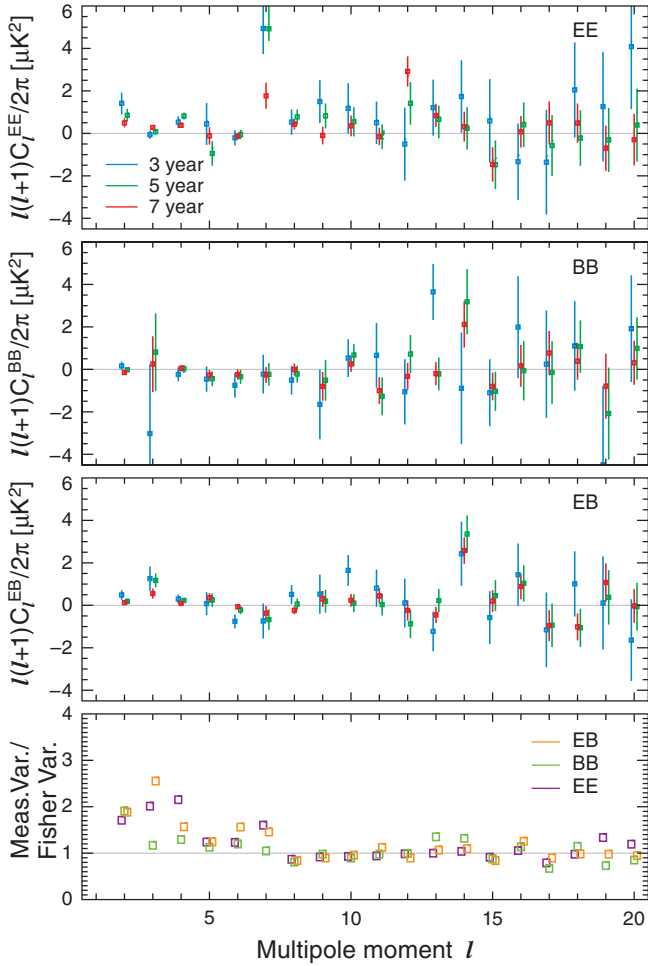 6
4
2
0
−2
−4
l(l+1)C_l^EE/2π [μK²]
EE
3 year
5 year
7 year
6
4
2
0
−2
−4
l(l+1)C_l^BB/2π [μK²]
BB
6
4
2
0
−2
−4
l(l+1)C_l^EB/2π [μK²]
EB
4
3
2
1
0
Meas.Var./
Fisher Var.
EB
BB
EE
5
10
15
20
Multipole moment l